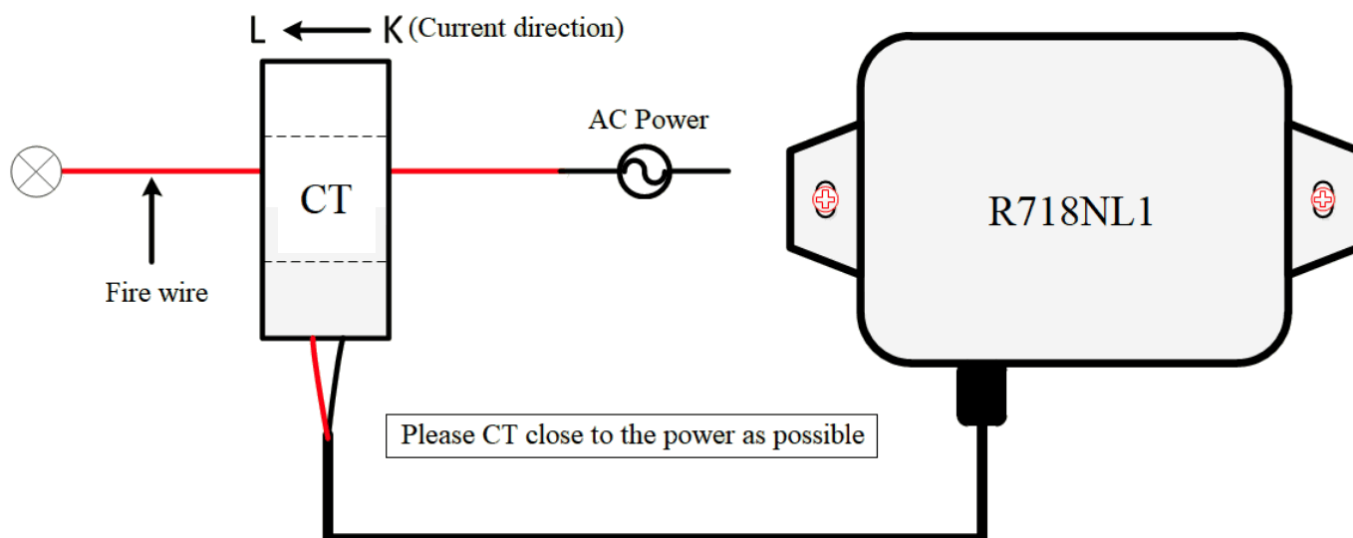 L K (Current direction)
AC Power
CT
R718NL1
Fire wire
Please CT close to the power as possible